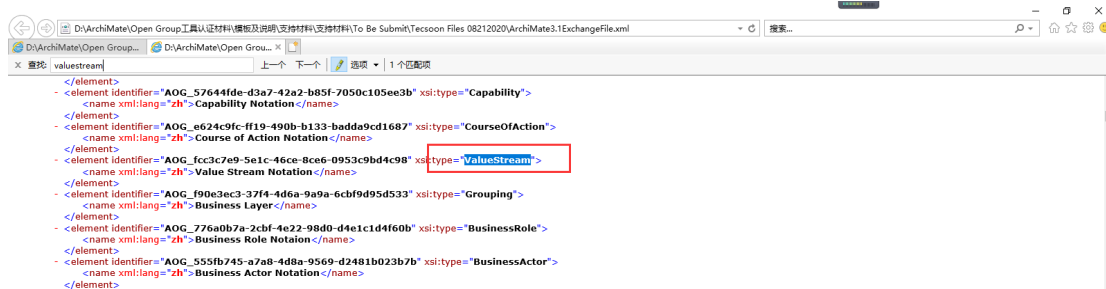 D:\ArchiMate\Open Group工具认证材料\模板及说明\支持材料\支持材料\To Be Submit\Tecsoon Files 08212020\ArchiMate3.1ExchangeFile.xml 搜索...
D:\ArchiMate\Open Group... D:\ArchiMate\Open Grou... ×
× 查找: valuestream 上一个 下一个 选项 ▼ 1 个匹配项
</element>
- <element identifier="AOG_57644fde-d3a7-42a2-b85f-7050c105ee3b" xsi:type="Capability">
<name xml:lang="zh">Capability Notation</name>
</element>
- <element identifier="AOG_e624c9fc-ff19-490b-b133-badda9cd1687" xsi:type="CourseOfAction">
<name xml:lang="zh">Course of Action Notation</name>
</element>
- <element identifier="AOG_fcc3c7e9-5e1c-46ce-8ce6-0953c9bd4c98" xsi:type="ValueStream">
<name xml:lang="zh">Value Stream Notation</name>
</element>
- <element identifier="AOG_f90e3ec3-37f4-4d6a-9a9a-6cbf9d95d533" xsi:type="Grouping">
<name xml:lang="zh">Business Layer</name>
</element>
- <element identifier="AOG_776a0b7a-2cbf-4e22-98d0-d4e1c1d4f60b" xsi:type="BusinessRole">
<name xml:lang="zh">Business Role Notaion</name>
</element>
- <element identifier="AOG_555fb745-a7a8-4d8a-9569-d2481b023b7b" xsi:type="BusinessActor">
<name xml:lang="zh">Business Actor Notation</name>
</element>